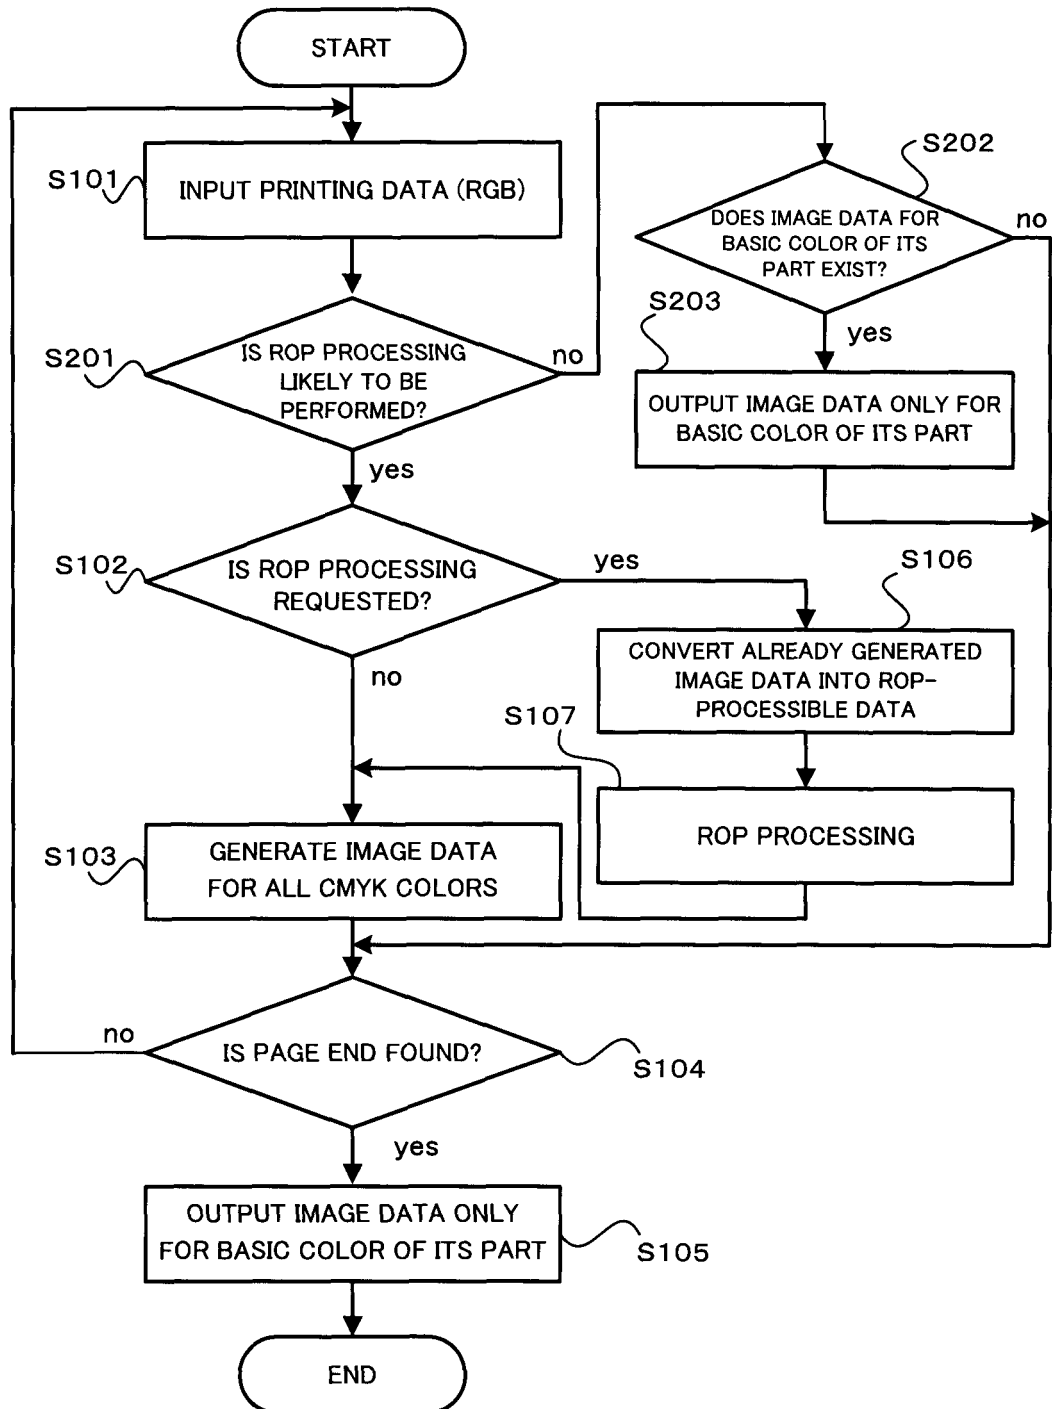 START
S101
INPUT PRINTING DATA (RGB)
S201
IS ROP PROCESSING
LIKELY TO BE
PERFORMED?
no
yes
S202
DOES IMAGE DATA FOR
BASIC COLOR OF ITS
PART EXIST?
no
yes
S203
OUTPUT IMAGE DATA ONLY FOR
BASIC COLOR OF ITS PART
S102
IS ROP PROCESSING
REQUESTED?
yes
no
S106
CONVERT ALREADY GENERATED
IMAGE DATA INTO ROP-
PROCESSIBLE DATA
S107
ROP PROCESSING
S103
GENERATE IMAGE DATA
FOR ALL CMYK COLORS
no
IS PAGE END FOUND?
S104
yes
OUTPUT IMAGE DATA ONLY
FOR BASIC COLOR OF ITS PART
S105
END